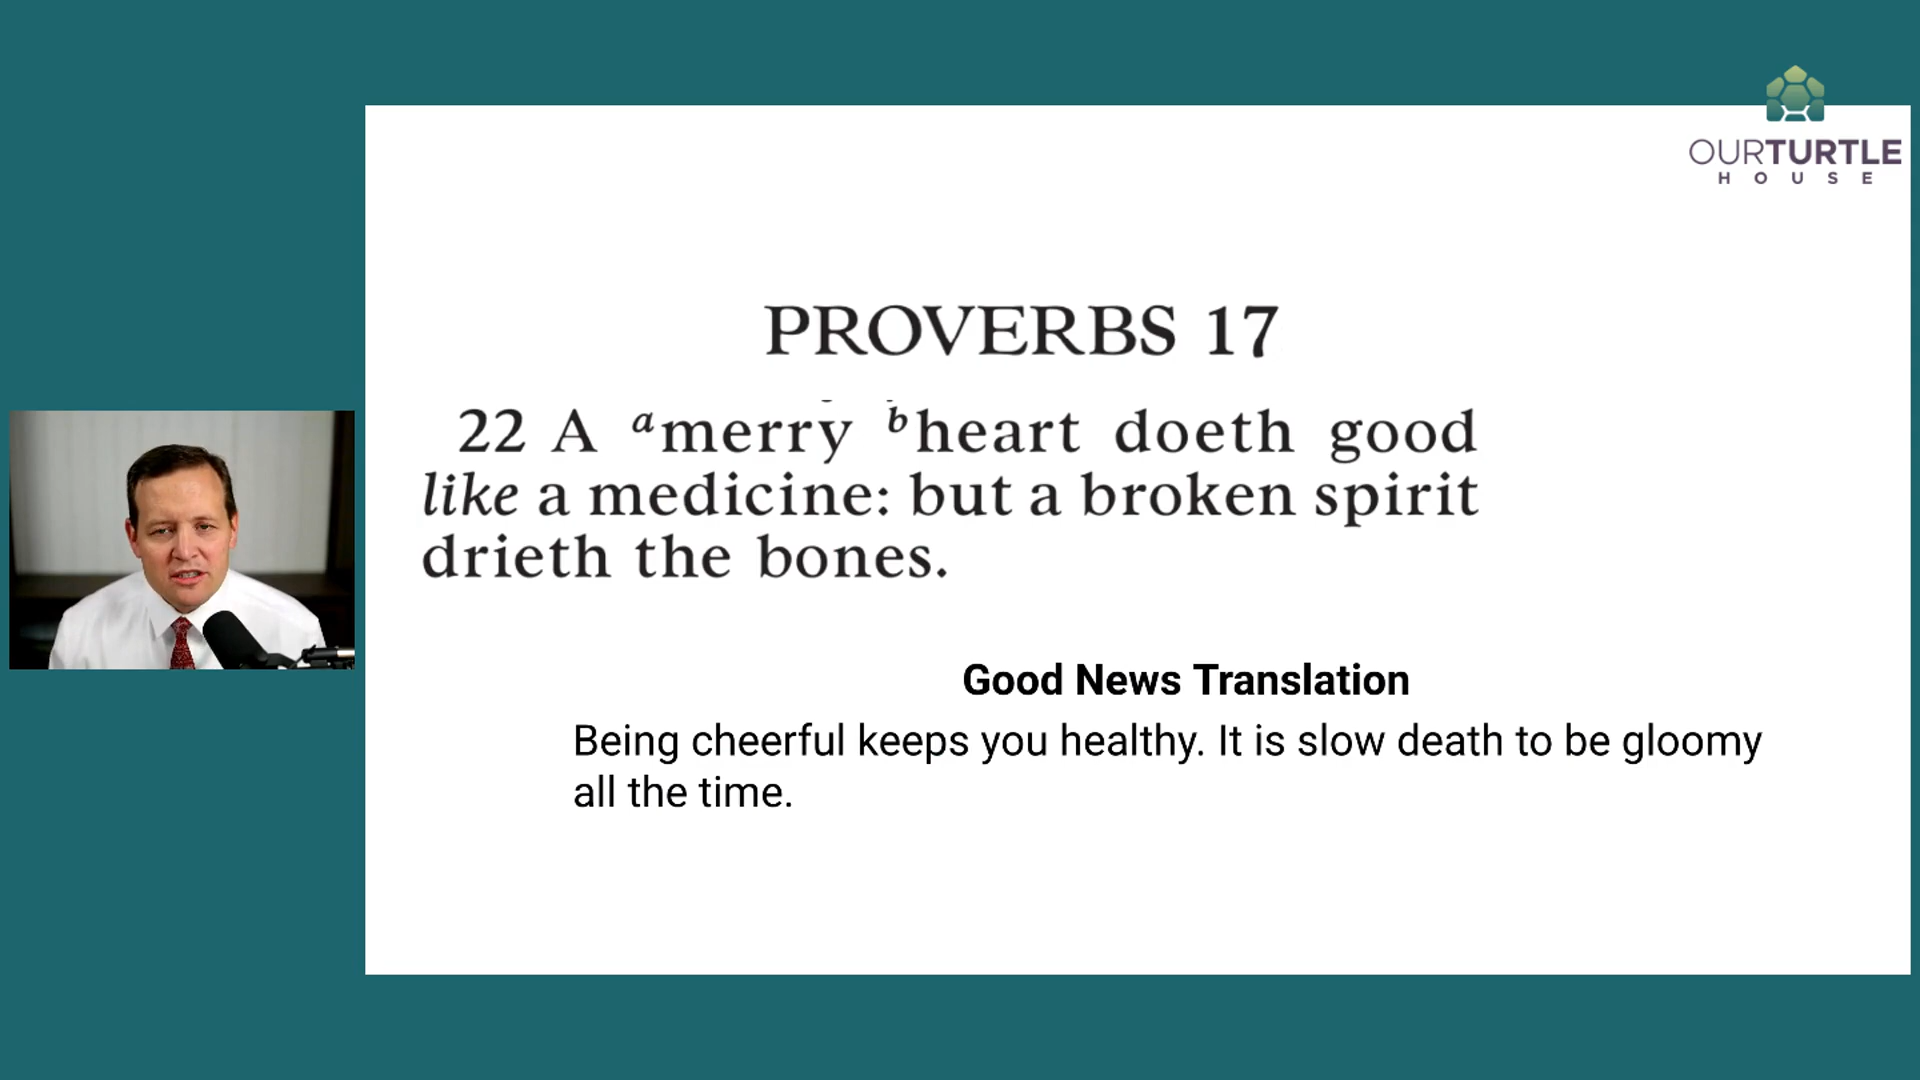 OURTURTLE
HOUSE
PROVERBS 17
22 A ᵃmerry ᵇheart doeth good
like a medicine: but a broken spirit
drieth the bones.
Good News Translation
Being cheerful keeps you healthy. It is slow death to be gloomy
all the time.